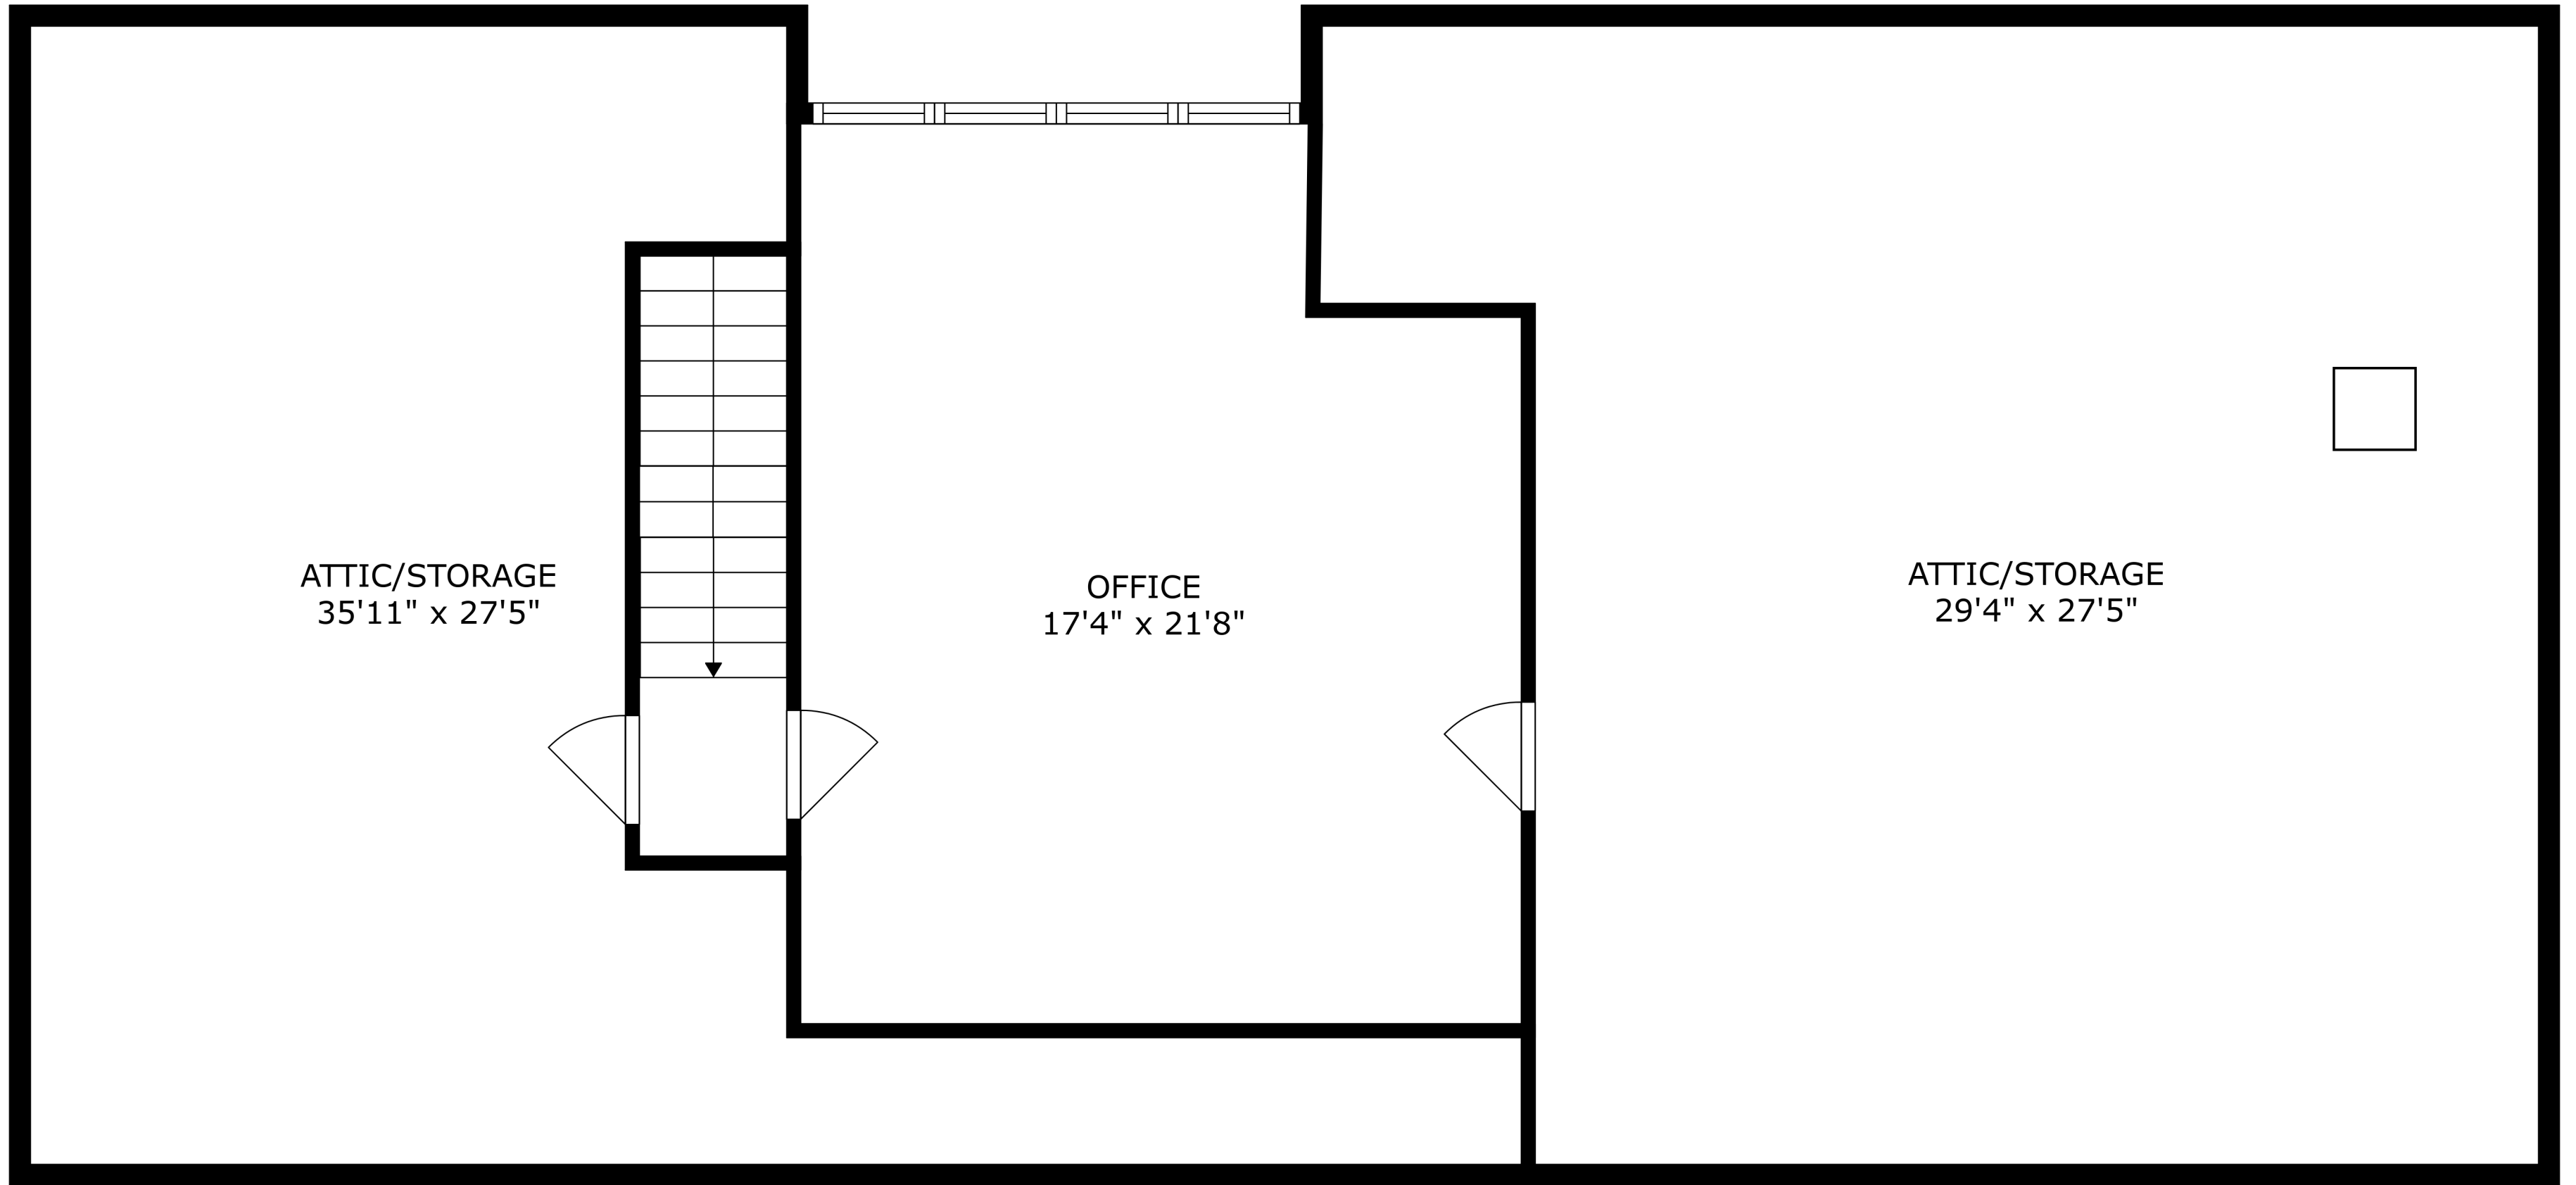 ATTIC/STORAGE
35'11" x 27'5"
OFFICE
17'4" x 21'8"
ATTIC/STORAGE
29'4" x 27'5"